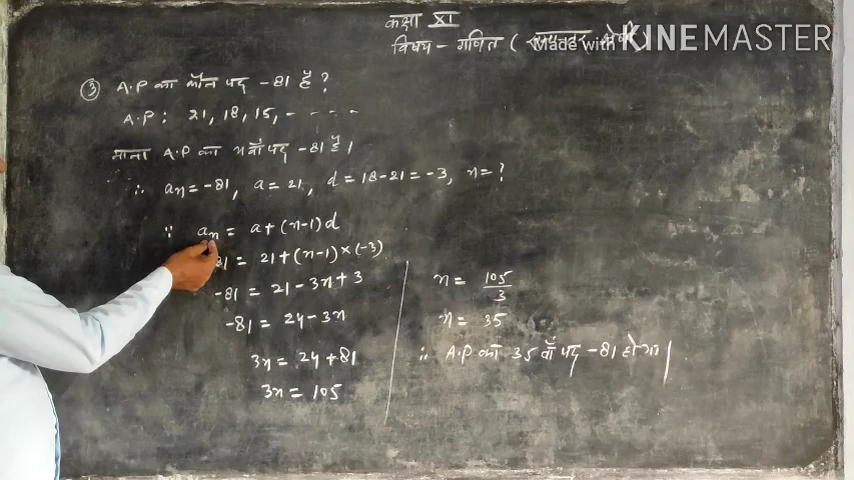 कक्षा XI
विषय - गणित (
Made with KINEMASTER
③ A.P का कौन पद -81 है ?
A.P : 21, 18, 15, - - - -
माना A.P का nवाँ पद -81 है।
∴ aₙ = -81, a = 21, d = 18-21 = -3, n = ?
∵ aₙ = a + (n-1) d
81 = 21 + (n-1) × (-3)
-81 = 21 - 3n + 3
-81 = 24 - 3n
3n = 24 + 81
3n = 105
n = 105/3
n = 35
∴ A.P का 35 वाँ पद -81 होगा।